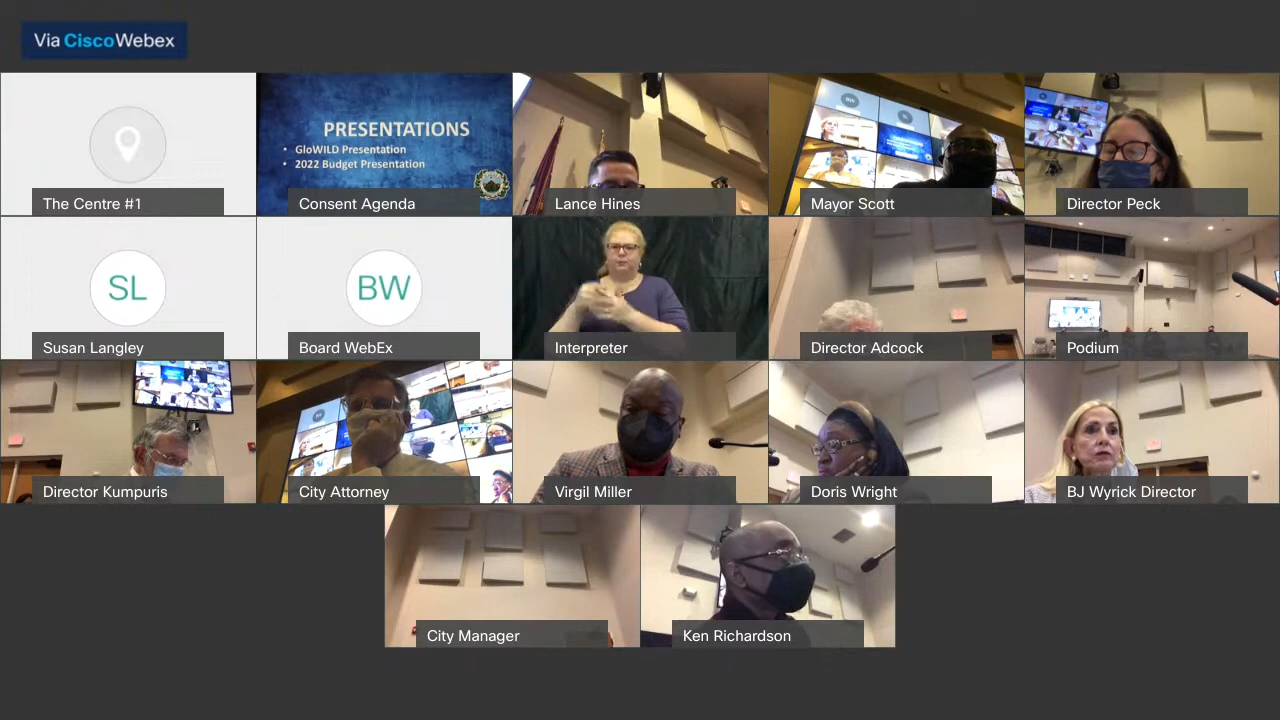 Via Cisco Webex
PRESENTATIONS
• GloWILD Presentation
• 2022 Budget Presentation
The Centre #1
Consent Agenda
Lance Hines
Mayor Scott
Director Peck
SL
BW
Susan Langley
Board WebEx
Interpreter
Director Adcock
Podium
Director Kumpuris
City Attorney
Virgil Miller
Doris Wright
BJ Wyrick Director
City Manager
Ken Richardson